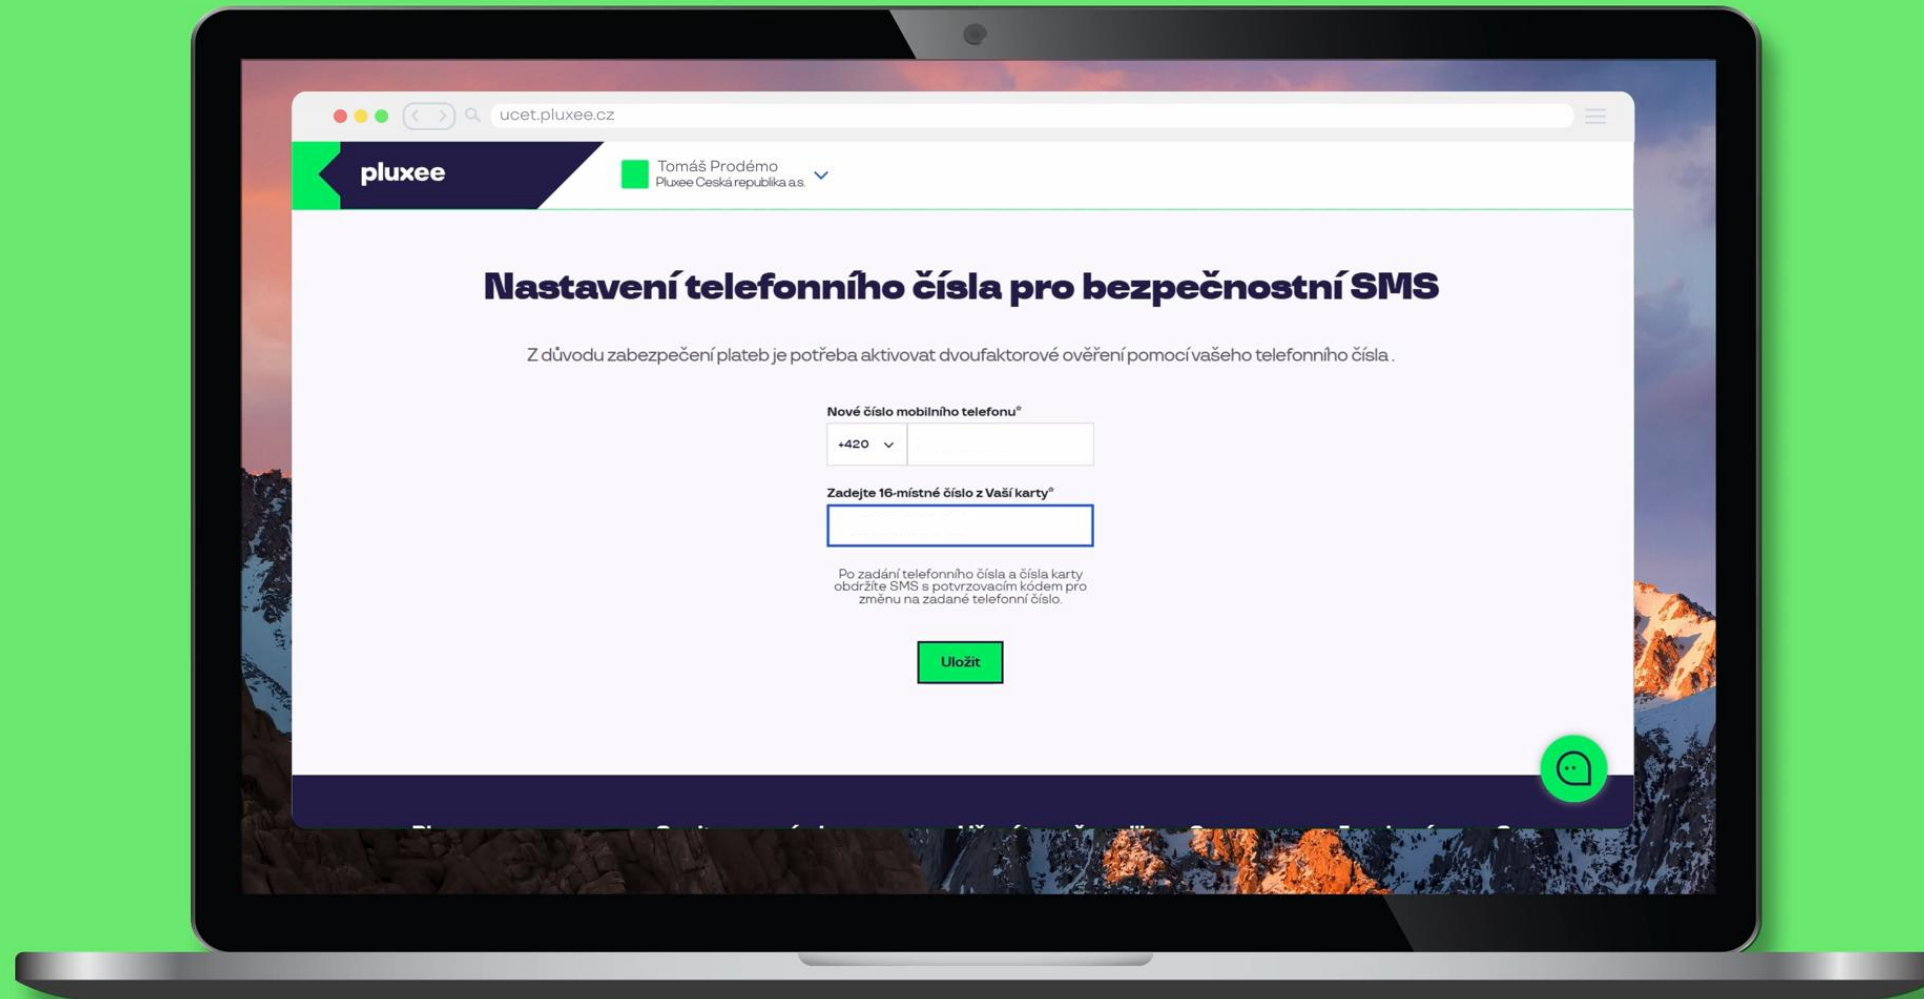 ucet.pluxee.cz
pluxee
Tomáš Prodémo
Pluxee Česká republika a.s.
Nastavení telefonního čísla pro bezpečnostní SMS
Z důvodu zabezpečení plateb je potřeba aktivovat dvoufaktorové ověření pomocí vašeho telefonního čísla .
Nové číslo mobilního telefonu*
+420
Zadejte 16-místné číslo z Vaší karty*
Po zadání telefonního čísla a čísla karty
obdržíte SMS s potvrzovacím kódem pro
změnu na zadané telefonní číslo.
Uložit